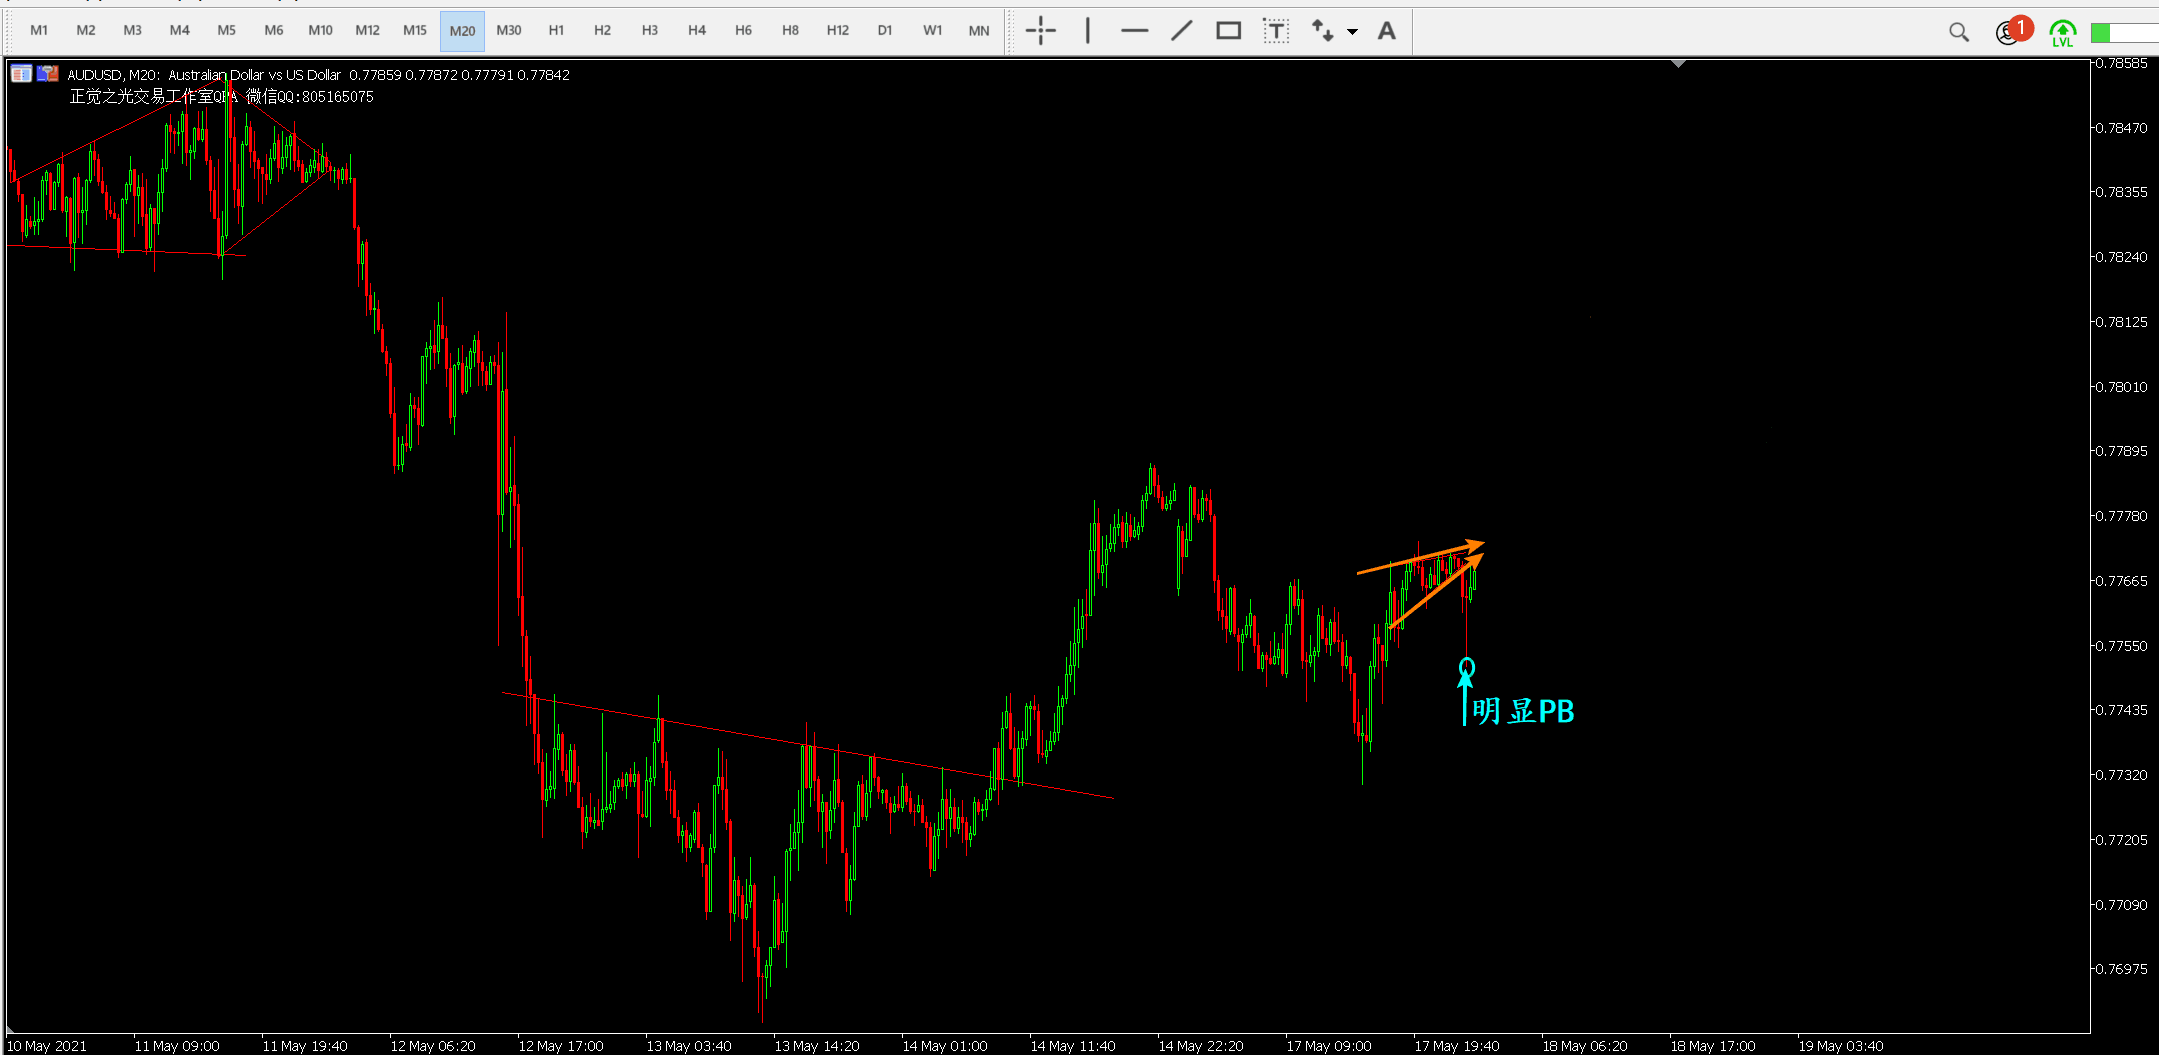 M1 M2 M3 M4 M5 M6 M10 M12 M15 M20 M30 H1 H2 H3 H4 H6 H8 H12 D1 W1 MN T A 1
LVL
AUDUSD, M20: Australian Dollar vs US Dollar 0.77859 0.77872 0.77791 0.77842
正觉之光交易工作室QPA 微信QQ:805165075
0.78585
0.78470
0.78355
0.78240
0.78125
0.78010
0.77895
0.77780
0.77665
0.77550
明显PB
0.77435
0.77320
0.77205
0.77090
0.76975
10 May 2021 11 May 09:00 11 May 19:40 12 May 06:20 12 May 17:00 13 May 03:40 13 May 14:20 14 May 01:00 14 May 11:40 14 May 22:20 17 May 09:00 17 May 19:40 18 May 06:20 18 May 17:00 19 May 03:40